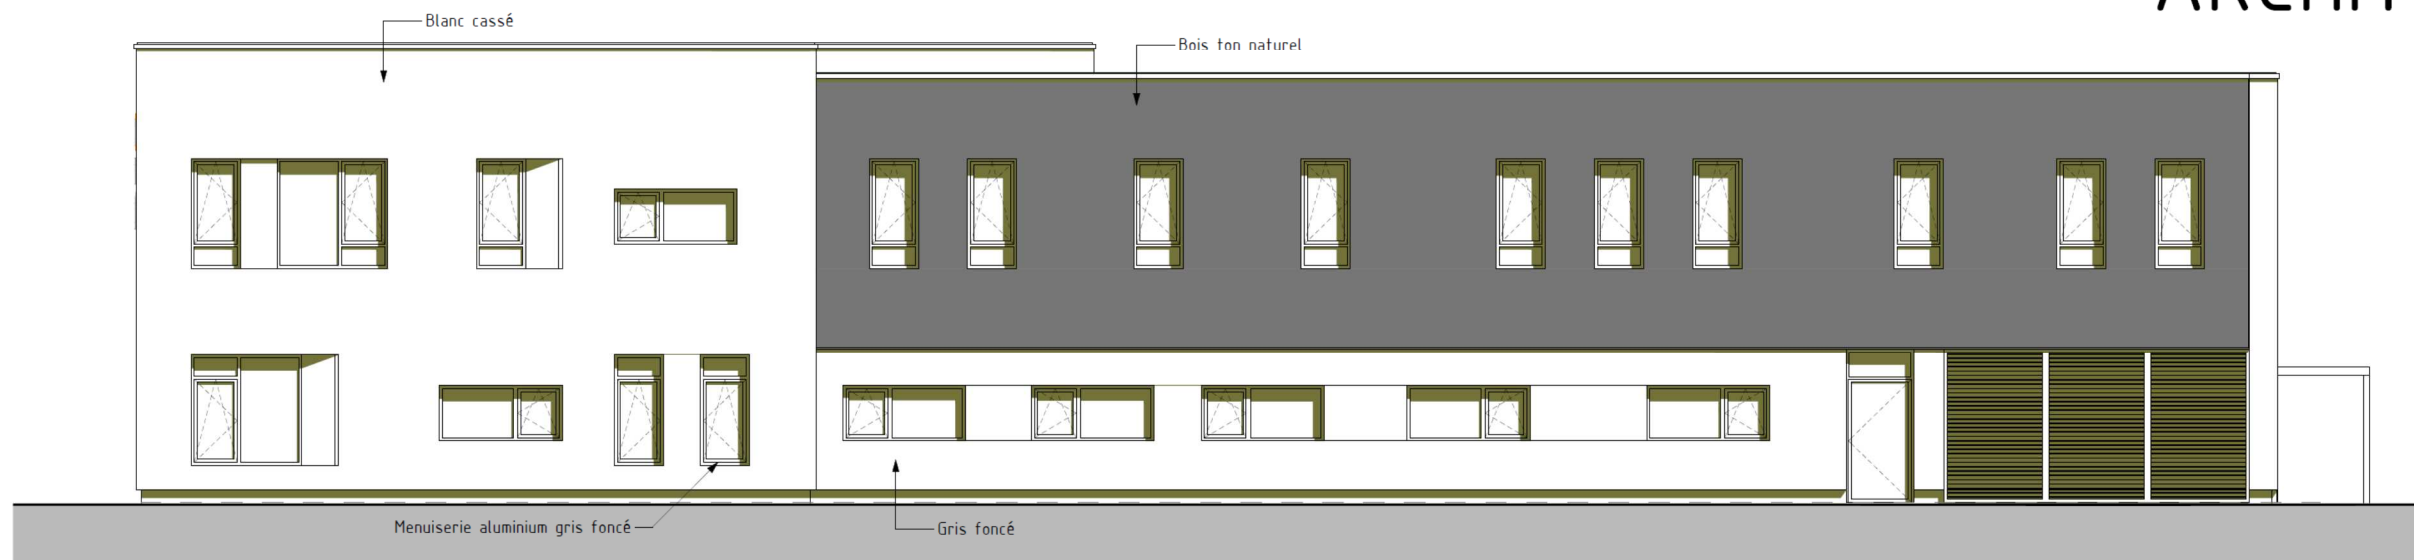 Blanc cassé
Bois ton naturel
Menuiserie aluminium gris foncé
Gris foncé